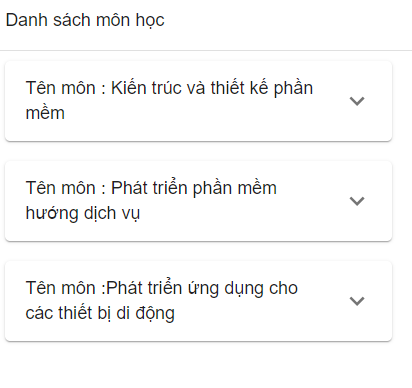 Danh sách môn học
Tên môn : Kiến trúc và thiết kế phần
mềm
Tên môn : Phát triển phần mềm
hướng dịch vụ
Tên môn :Phát triển ứng dụng cho
các thiết bị di động